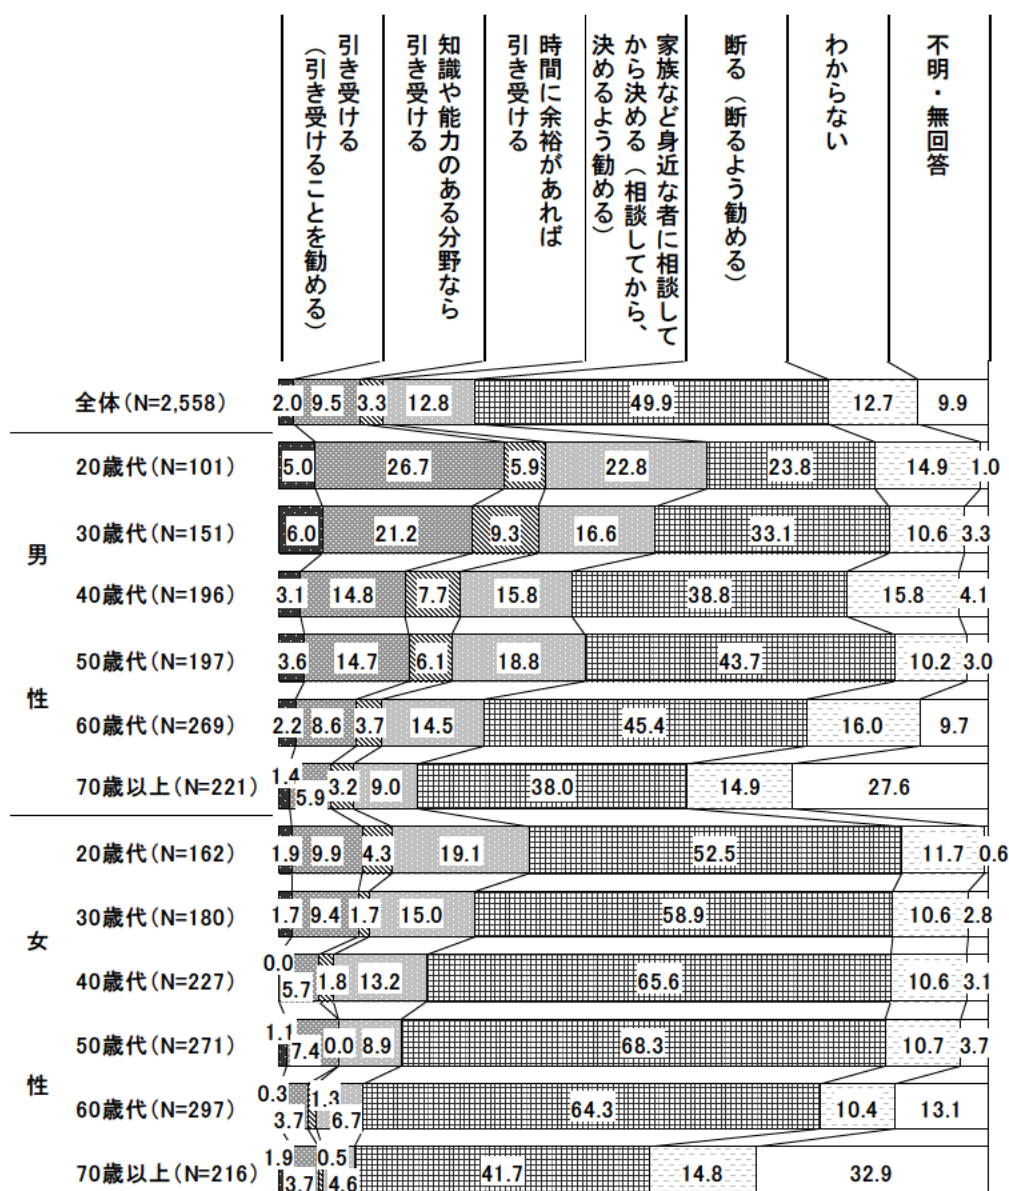 引き受ける
（引き受けることを勧める）
知識や能力のある分野なら
引き受ける
時間に余裕があれば
引き受ける
家族など身近な者に相談して
から決める（相談してから、
決めるよう勧める）
断る（断るよう勧める）
わからない
不明・無回答
全体(N=2,558) 2.0 9.5 3.3 12.8 49.9 12.7 9.9
男性
20歳代(N=101) 5.0 26.7 5.9 22.8 23.8 14.9 1.0
30歳代(N=151) 6.0 21.2 9.3 16.6 33.1 10.6 3.3
40歳代(N=196) 3.1 14.8 7.7 15.8 38.8 15.8 4.1
50歳代(N=197) 3.6 14.7 6.1 18.8 43.7 10.2 3.0
60歳代(N=269) 2.2 8.6 3.7 14.5 45.4 16.0 9.7
70歳以上(N=221) 1.4 5.9 3.2 9.0 38.0 14.9 27.6
女性
20歳代(N=162) 1.9 9.9 4.3 19.1 52.5 11.7 0.6
30歳代(N=180) 1.7 9.4 1.7 15.0 58.9 10.6 2.8
40歳代(N=227) 0.0 5.7 1.8 13.2 65.6 10.6 3.1
50歳代(N=271) 1.1 7.4 0.0 8.9 68.3 10.7 3.7
60歳代(N=297) 0.3 3.7 1.3 6.7 64.3 10.4 13.1
70歳以上(N=216) 1.9 3.7 0.5 4.6 41.7 14.8 32.9